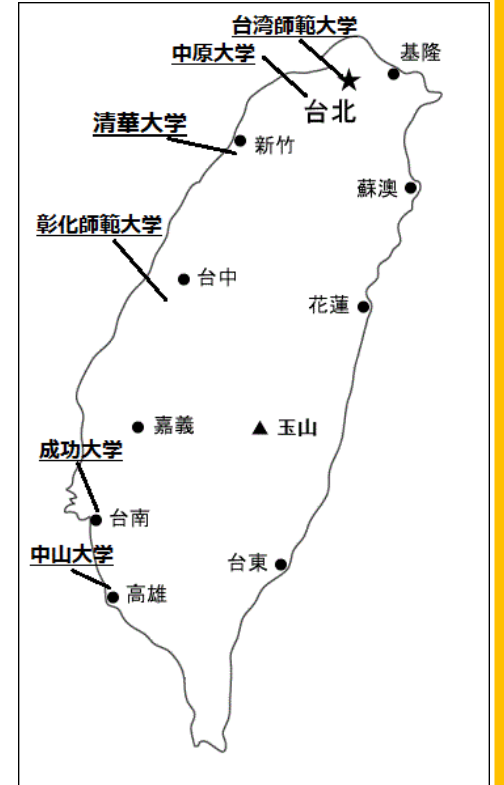 台湾師範大学
中原大学
基隆
台北
清華大学
新竹
蘇澳
彰化師範大学
台中
花蓮
嘉義
玉山
成功大学
台南
中山大学
台東
高雄